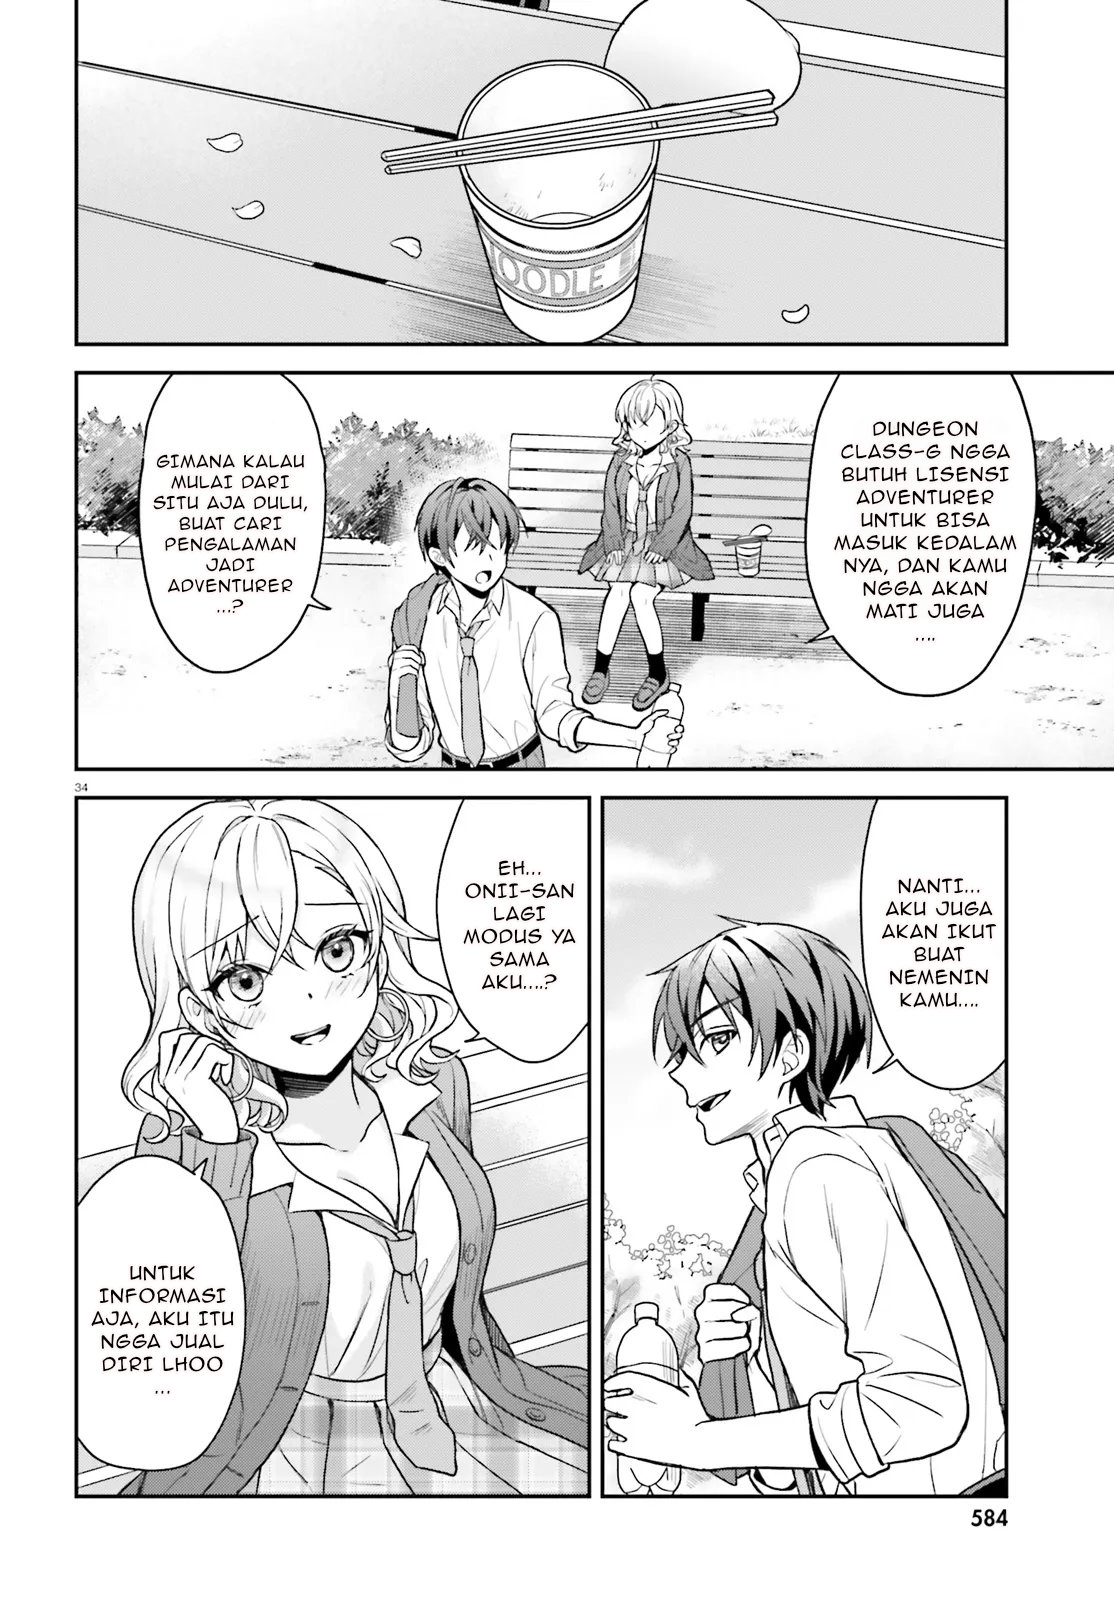 NOODLE
DUNGEON
CLASS-G NGGA
BUTUH LISENSI
ADVENTURER
UNTUK BISA
MASUK KEDALAM
NYA, DAN KAMU
NGGA AKAN
MATI JUGA
....
GIMANA KALAU
MULAI DARI
SITU AJA DULU,
BUAT CARI
PENGALAMAN
JADI
ADVENTURER
...?
34
NANTI...
AKU JUGA
AKAN IKUT
BUAT
NEMENIN
KAMU....
EH...
ONII-SAN
LAGI
MODUS YA
SAMA
AKU....?
UNTUK
INFORMASI
AJA, AKU ITU
NGGA JUAL
DIRI LHOO
...
584